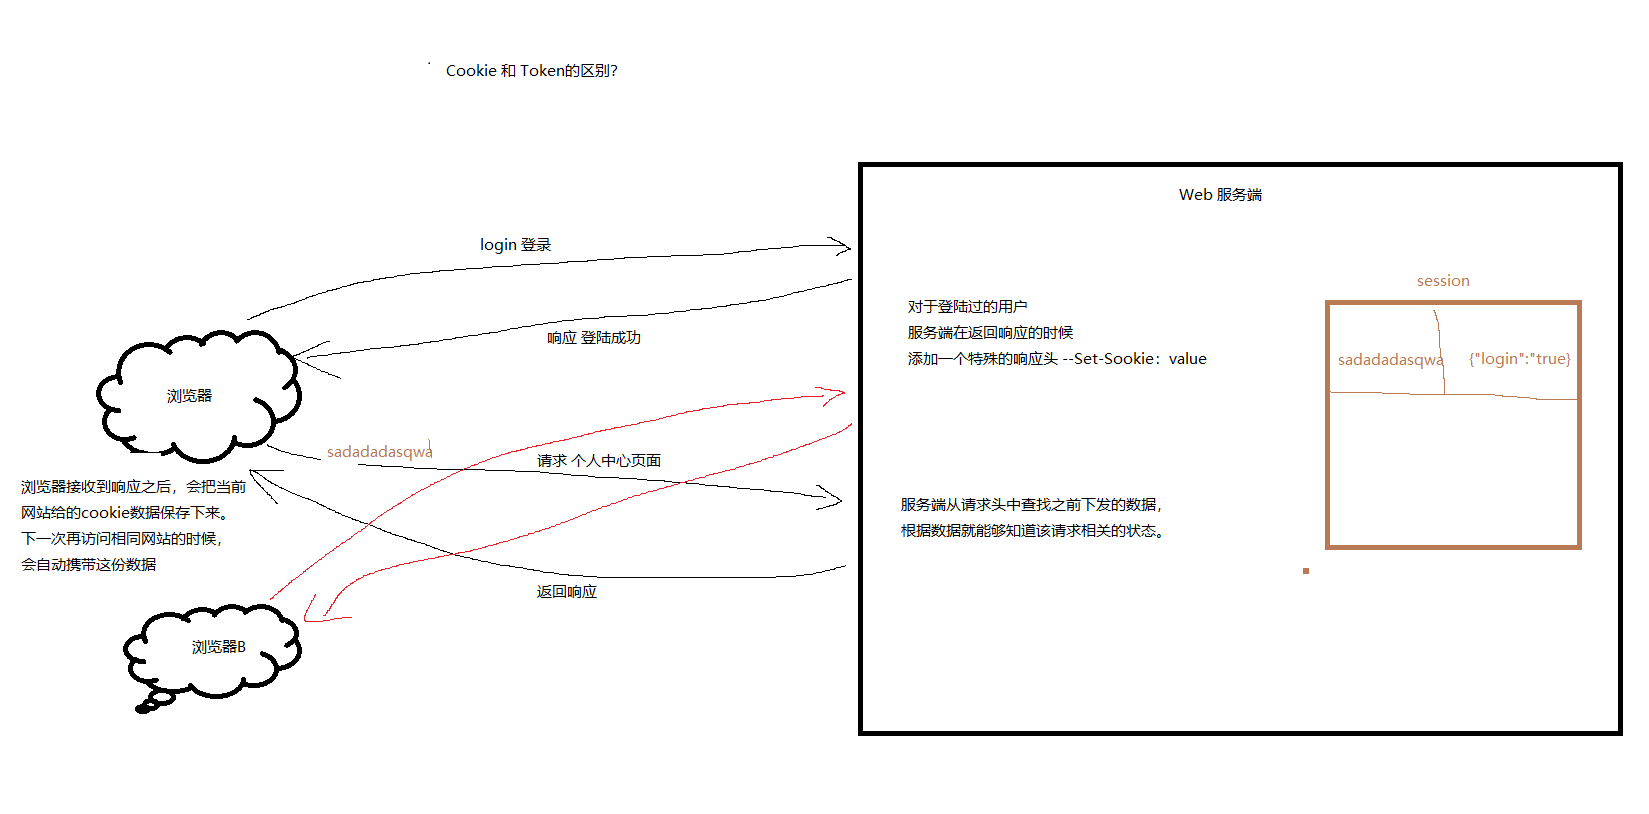 Cookie 和 Token的区别?
Web 服务端
login 登录
响应 登陆成功
浏览器
sadadadasqwa
请求 个人中心页面
浏览器接收到响应之后，会把当前
网站给的cookie数据保存下来。
下一次再访问相同网站的时候，
会自动携带这份数据
返回响应
浏览器B
对于登陆过的用户
服务端在返回响应的时候
添加一个特殊的响应头 --Set-Sookie：value
服务端从请求头中查找之前下发的数据，
根据数据就能够知道该请求相关的状态。
session
sadadadasqwa {"login":"true}